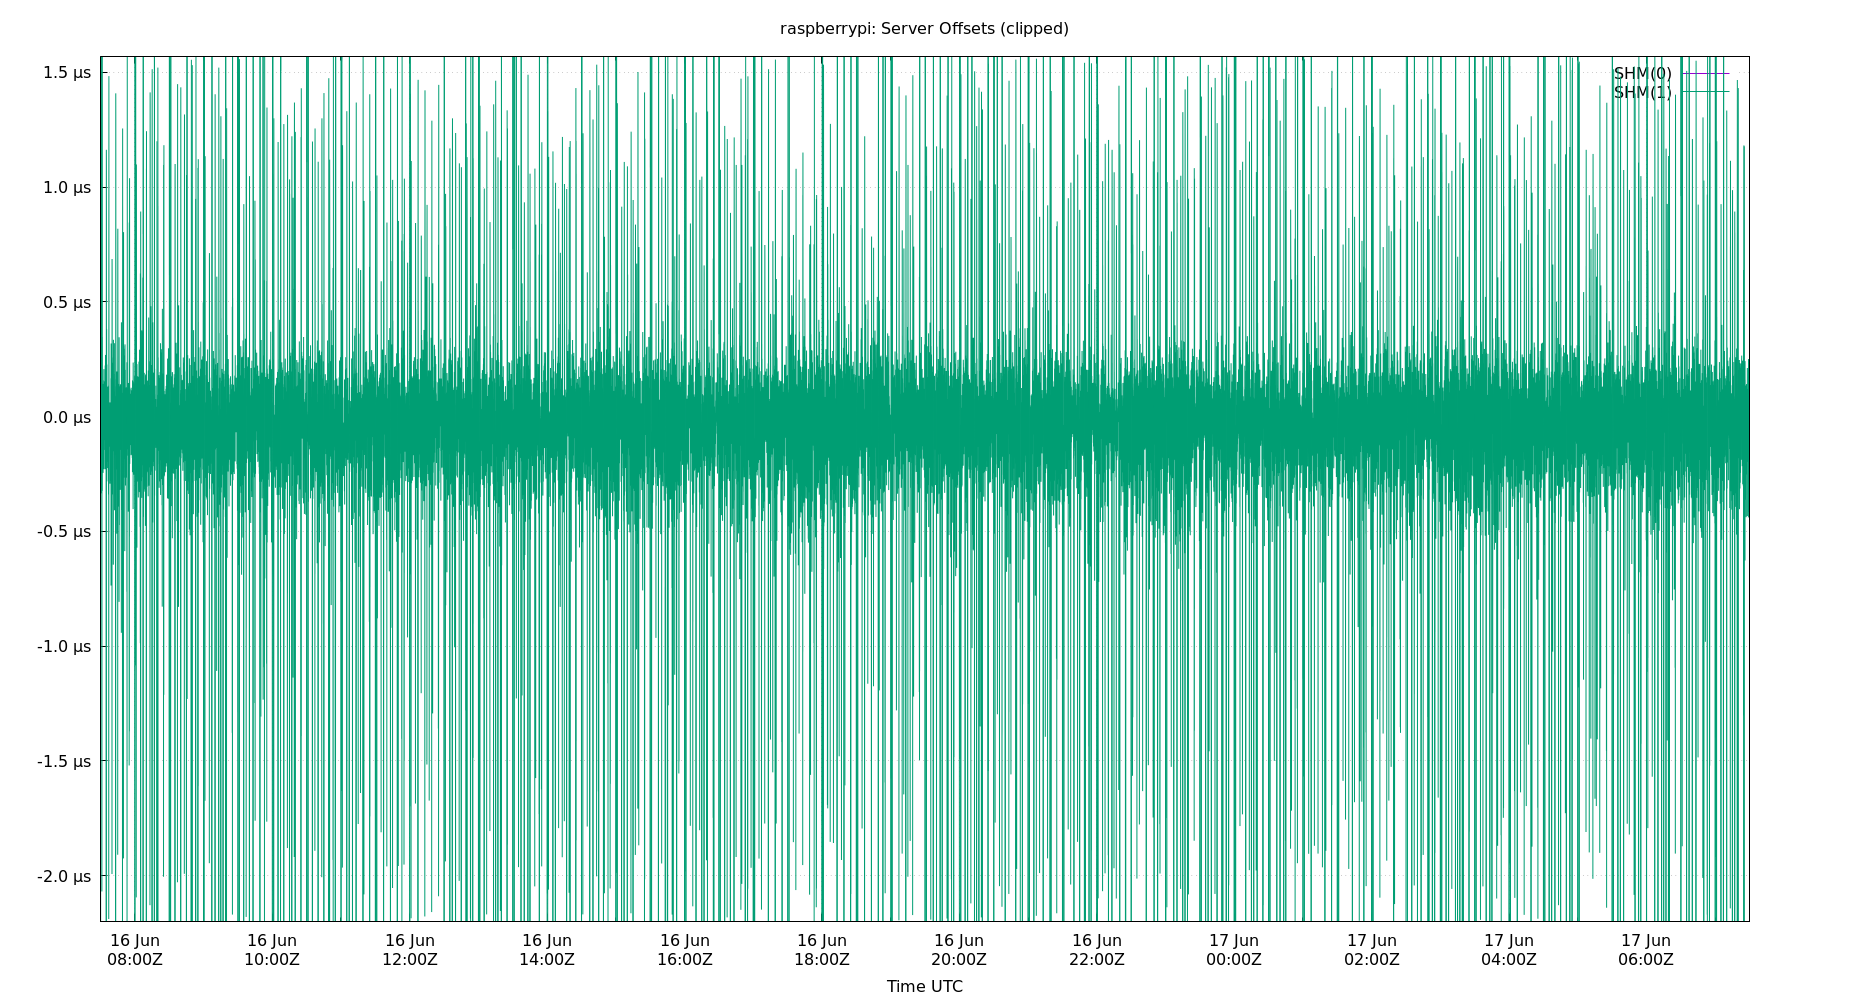 raspberrypi: Server Offsets (clipped)
SHM(0)
SHM(1)
1.5 µs
1.0 µs
0.5 µs
0.0 µs
-0.5 µs
-1.0 µs
-1.5 µs
-2.0 µs
16 Jun 16 Jun 16 Jun 16 Jun 16 Jun 16 Jun 16 Jun 16 Jun 17 Jun 17 Jun 17 Jun 17 Jun
08:00Z 10:00Z 12:00Z 14:00Z 16:00Z 18:00Z 20:00Z 22:00Z 00:00Z 02:00Z 04:00Z 06:00Z
Time UTC